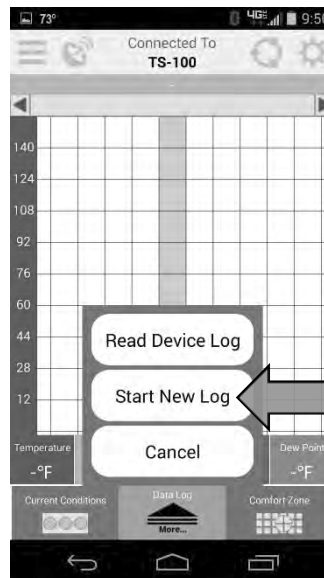 73° 4G 9:50
Connected To
TS-100
-
140
124
108
92
76
60
44
28
12
Read Device Log
Start New Log
Cancel
Temperature
-°F
Dew Point
-°F
Current Conditions
Data Log
More...
Comfort Zone